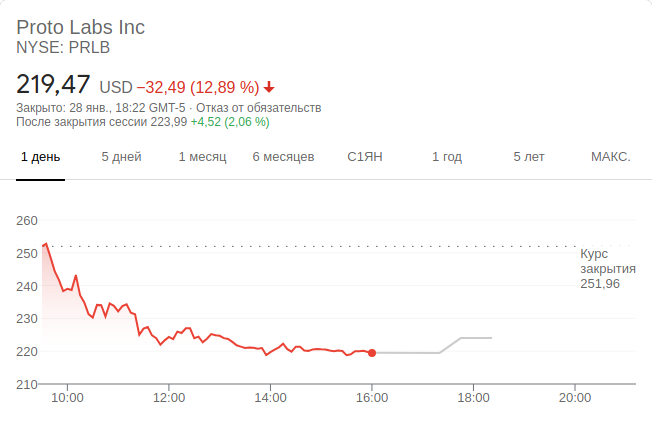 Proto Labs Inc
NYSE: PRLB
219,47 USD −32,49 (12,89 %)
Закрыто: 28 янв., 18:22 GMT-5 · Отказ от обязательств
После закрытия сессии 223,99 +4,52 (2,06 %)
1 день 5 дней 1 месяц 6 месяцев С1ЯН 1 год 5 лет МАКС.
260
250
240
230
220
210
Курс
закрытия
251,96
10:00 12:00 14:00 16:00 18:00 20:00